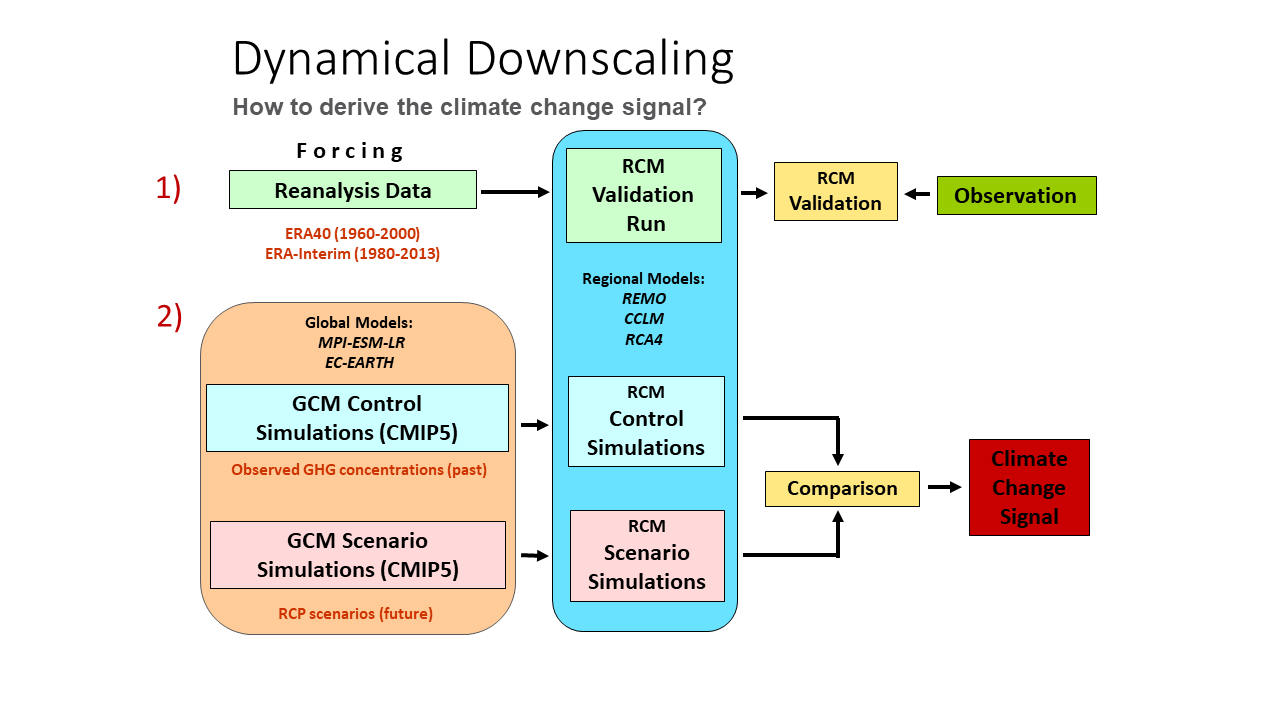 Dynamical Downscaling
How to derive the climate change signal?
Forcing
1)
Reanalysis Data
ERA40 (1960-2000)
ERA-Interim (1980-2013)
RCM
Validation
Run
RCM
Validation
Observation
Regional Models:
REMO
CCLM
RCA4
2)
Global Models:
MPI-ESM-LR
EC-EARTH
GCM Control
Simulations (CMIP5)
Observed GHG concentrations (past)
RCM
Control
Simulations
GCM Scenario
Simulations (CMIP5)
RCP scenarios (future)
RCM
Scenario
Simulations
Comparison
Climate
Change
Signal